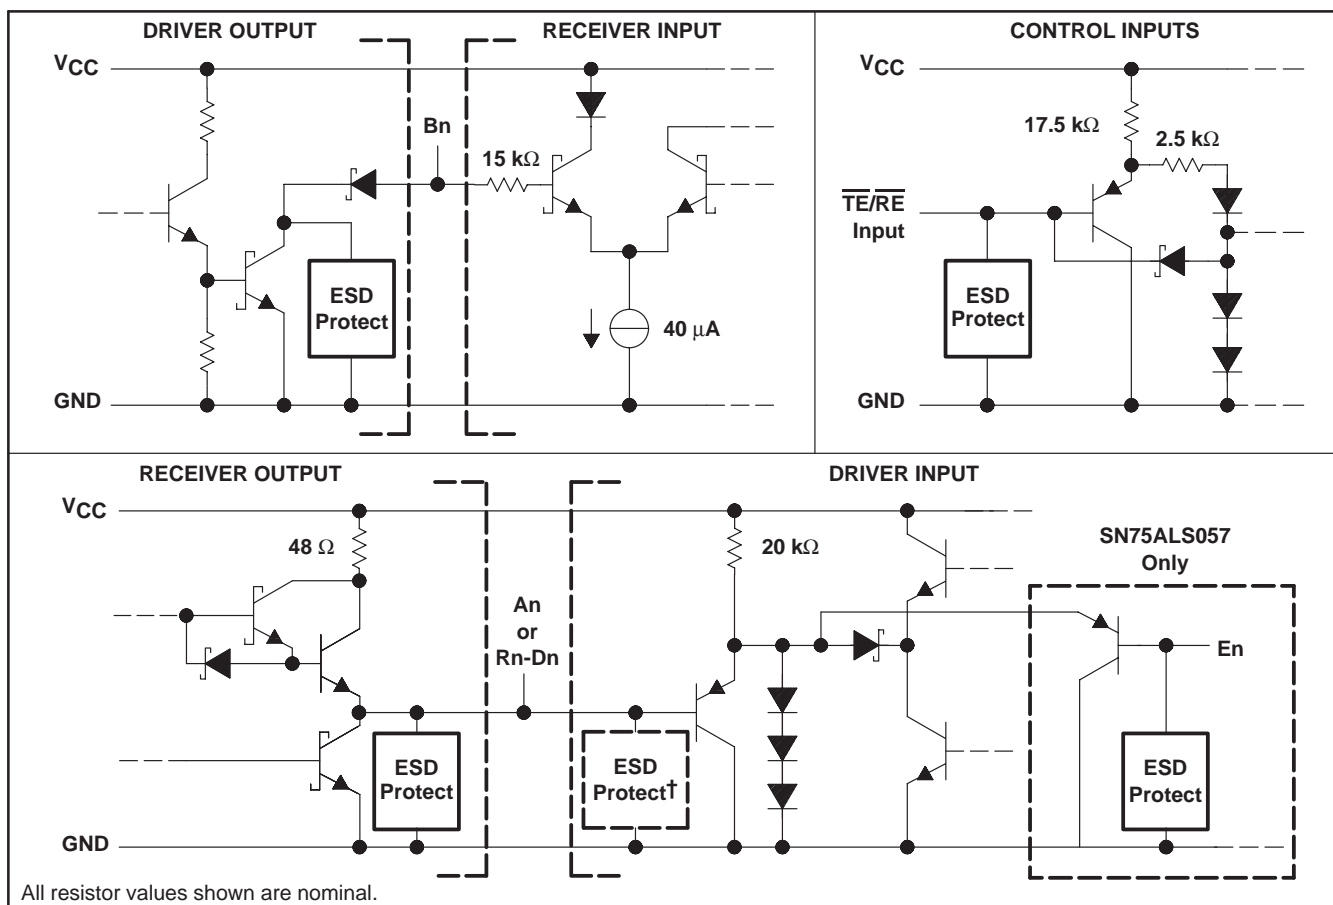 DRIVER OUTPUT
RECEIVER INPUT
VCC
Bn
15 kΩ
ESD
Protect
40 µA
GND
CONTROL INPUTS
VCC
17.5 kΩ
2.5 kΩ
TE/RE
Input
ESD
Protect
GND
RECEIVER OUTPUT
DRIVER INPUT
VCC
48 Ω
20 kΩ
SN75ALS057
Only
An
or
Rn-Dn
En
ESD
Protect
ESD
Protect†
ESD
Protect
GND
All resistor values shown are nominal.